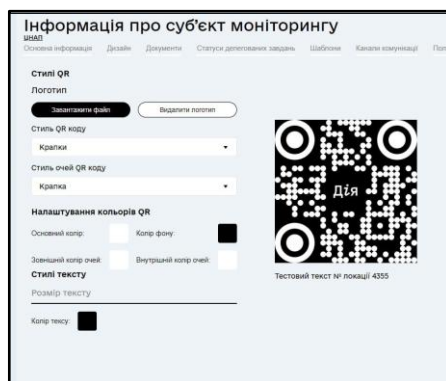 Інформація про суб'єкт моніторингу
ЦНАП
Основна інформація Дизайн Документи Статуси делегованих завдань Шаблони Канали комунікації
Стилі QR
Логотип
Завантажити файл Видалити логотип
Стиль QR коду
Крапки
Стиль очей QR коду
Крапка
Дія
Налаштування кольорів QR
Основний колір: Колір фону:
Зовнішній колір очей: Внутрішній колір очей:
Тестовий текст № локації 4355
Стилі тексту
Розмір тексту
Колір тексу: